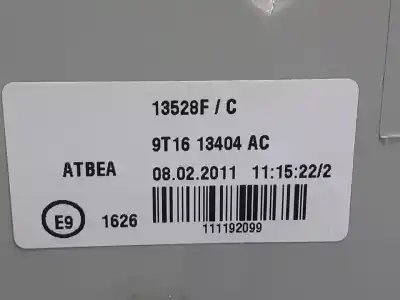 13528F / C
9T16 13404 AC
ATBEA 08.02.2011 11:15:22/2
E9 1626
111192099